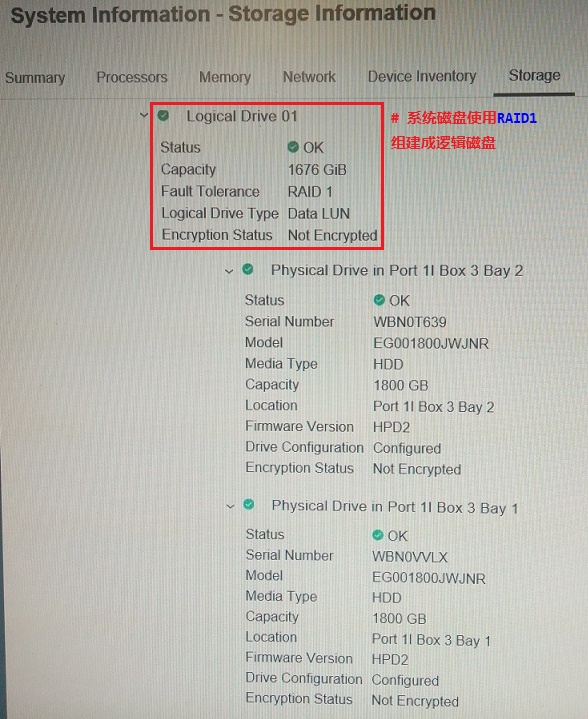 System Information - Storage Information
Summary Processors Memory Network Device Inventory Storage
Logical Drive 01
# 系统磁盘使用RAID1
组建成逻辑磁盘
Status OK
Capacity 1676 GiB
Fault Tolerance RAID 1
Logical Drive Type Data LUN
Encryption Status Not Encrypted
Physical Drive in Port 1I Box 3 Bay 2
Status OK
Serial Number WBN0T639
Model EG001800JWJNR
Media Type HDD
Capacity 1800 GB
Location Port 1I Box 3 Bay 2
Firmware Version HPD2
Drive Configuration Configured
Encryption Status Not Encrypted
Physical Drive in Port 1I Box 3 Bay 1
Status OK
Serial Number WBN0VVLX
Model EG001800JWJNR
Media Type HDD
Capacity 1800 GB
Location Port 1I Box 3 Bay 1
Firmware Version HPD2
Drive Configuration Configured
Encryption Status Not Encrypted